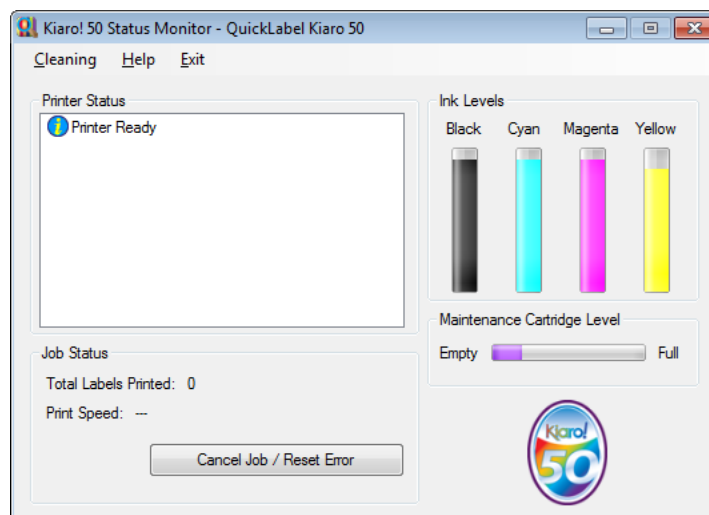 Kiaro! 50 Status Monitor - QuickLabel Kiaro 50
Cleaning Help Exit
Printer Status
Printer Ready
Ink Levels
Black Cyan Magenta Yellow
Maintenance Cartridge Level
Empty Full
Job Status
Total Labels Printed: 0
Print Speed: ---
Cancel Job / Reset Error
Kiaro!
50